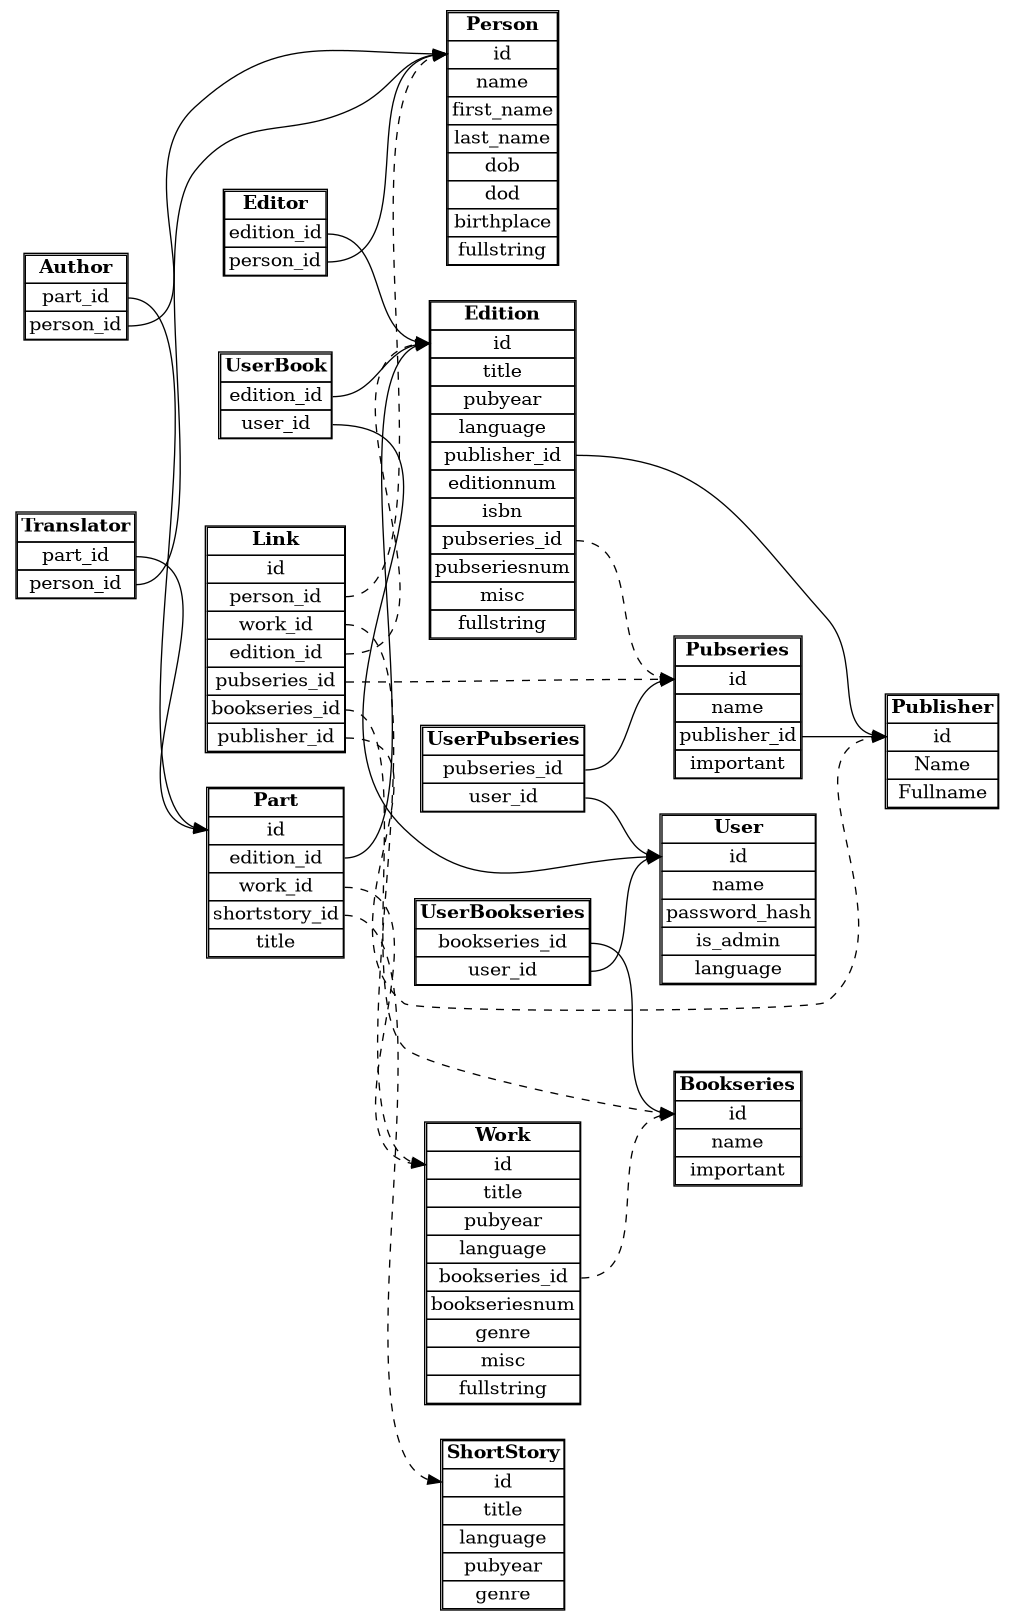 Person
id
name
first_name
last_name
dob
dod
birthplace
fullstring
Editor
edition_id
person_id
Author
part_id
person_id
Edition
id
title
pubyear
language
publisher_id
editionnum
isbn
pubseries_id
pubseriesnum
misc
fullstring
UserBook
edition_id
user_id
Translator
part_id
person_id
Link
id
person_id
work_id
edition_id
pubseries_id
bookseries_id
publisher_id
Pubseries
id
name
publisher_id
important
Publisher
id
Name
Fullname
UserPubseries
pubseries_id
user_id
Part
id
edition_id
work_id
shortstory_id
title
User
id
name
password_hash
is_admin
language
UserBookseries
bookseries_id
user_id
Bookseries
id
name
important
Work
id
title
pubyear
language
bookseries_id
bookseriesnum
genre
misc
fullstring
ShortStory
id
title
language
pubyear
genre